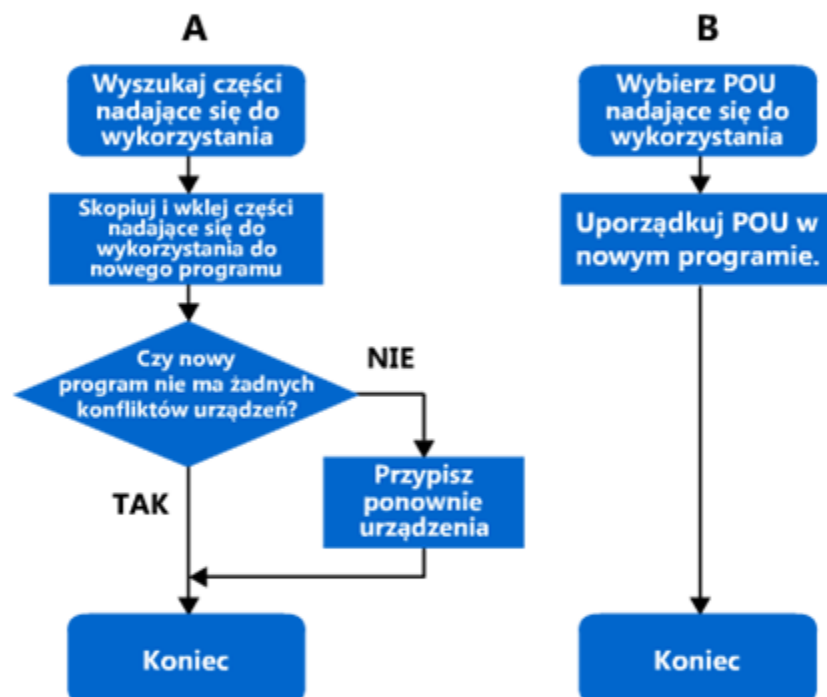 A
Wyszukaj części
nadające się do
wykorzystania
Skopiuj i wklej części
nadające się do
wykorzystania do
nowego programu
Czy nowy
program nie ma żadnych
konfliktów urządzeń?
NIE
TAK
Przypisz
ponownie
urządzenia
Koniec
B
Wybierz POU
nadające się do
wykorzystania
Uporządkuj POU w
nowym programie.
Koniec